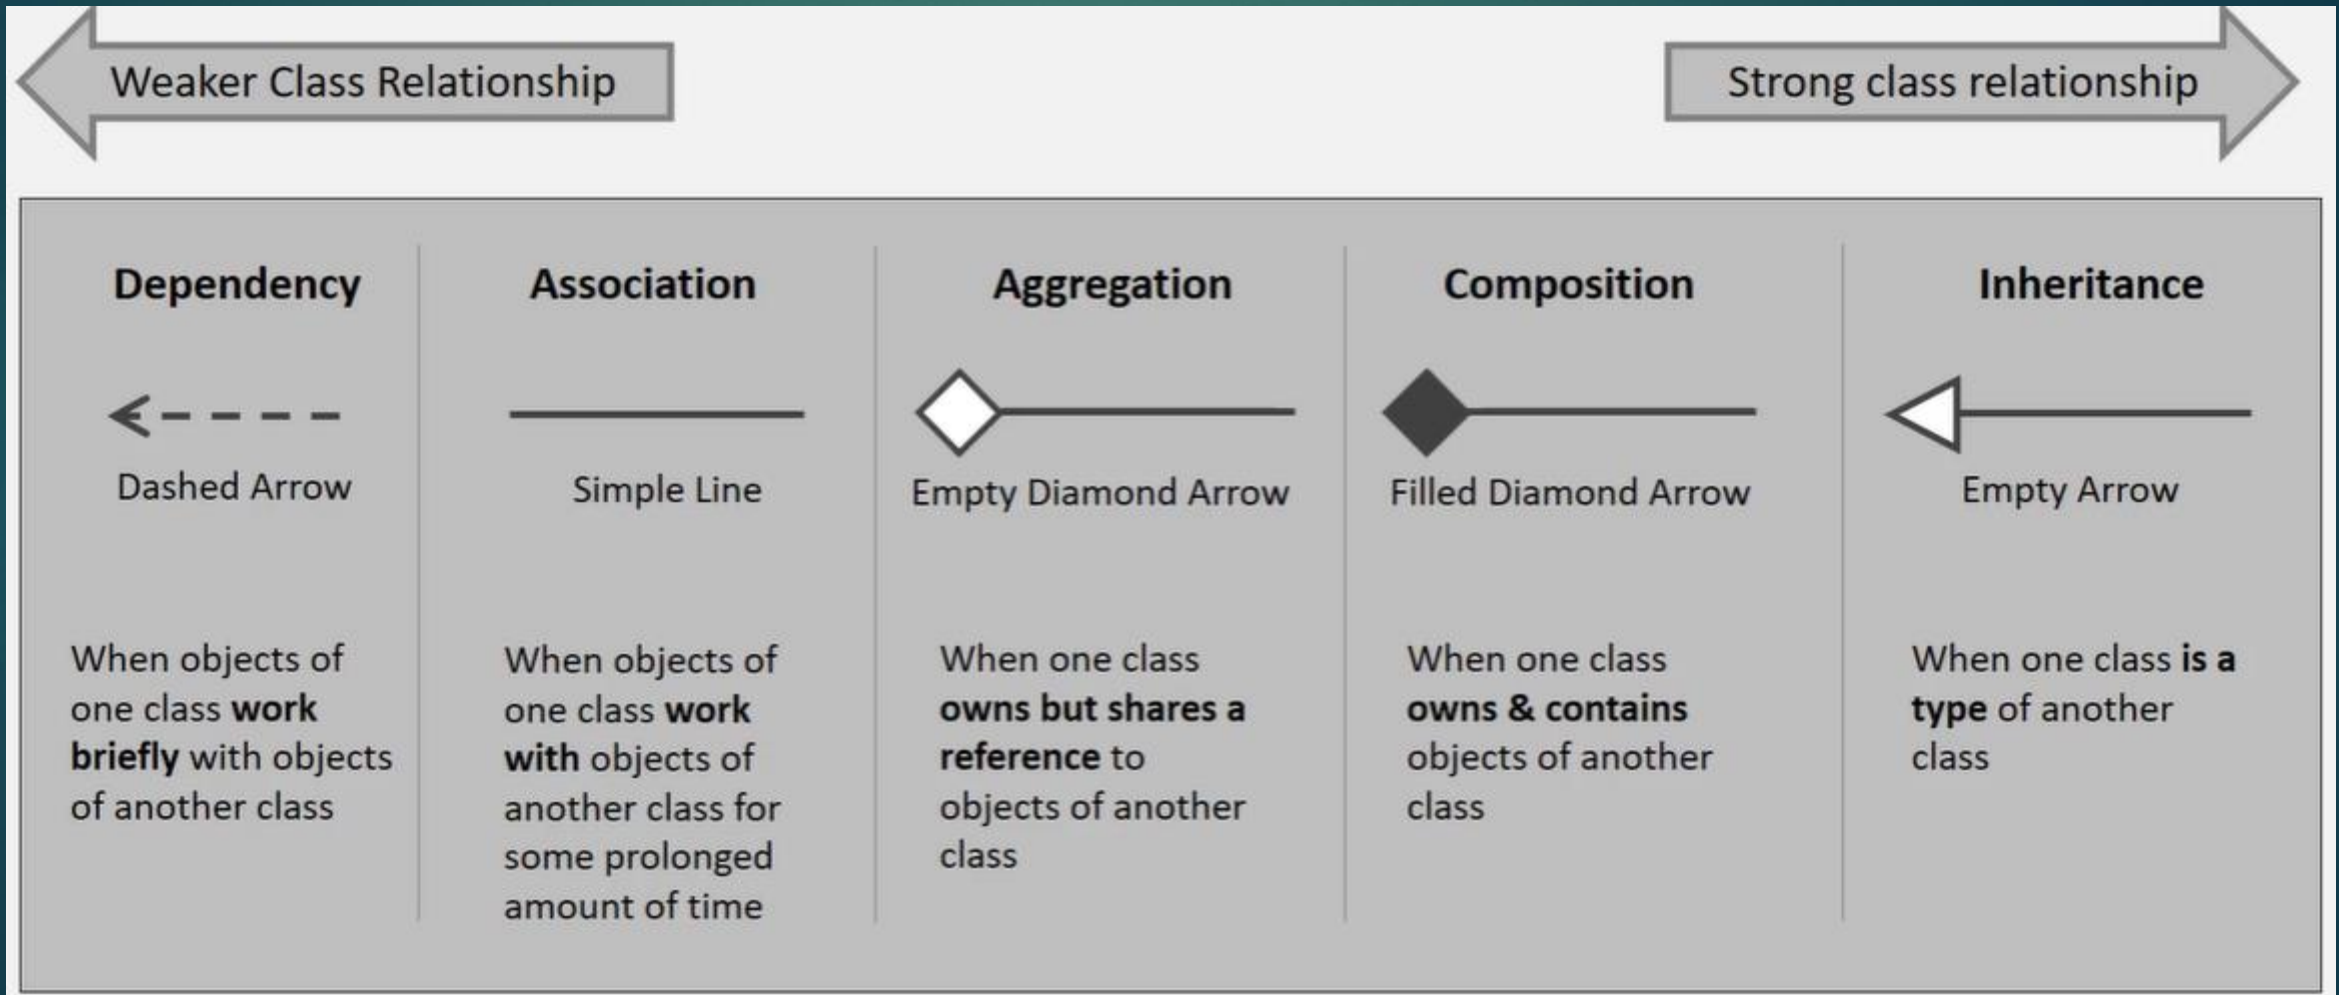 Weaker Class Relationship
Strong class relationship
Dependency
Dashed Arrow
When objects of
one class work
briefly with objects
of another class
Association
Simple Line
When objects of
one class work
with objects of
another class for
some prolonged
amount of time
Aggregation
Empty Diamond Arrow
When one class
owns but shares a
reference to
objects of another
class
Composition
Filled Diamond Arrow
When one class
owns & contains
objects of another
class
Inheritance
Empty Arrow
When one class is a
type of another
class